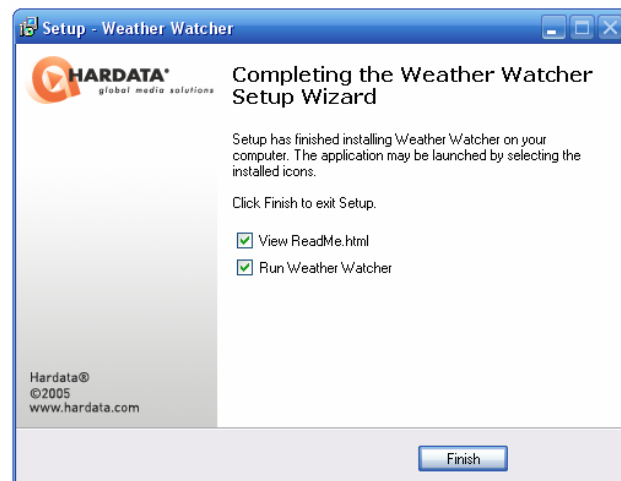 Setup - Weather Watcher
HARDATA®
global media solutions
Completing the Weather Watcher
Setup Wizard
Setup has finished installing Weather Watcher on your
computer. The application may be launched by selecting the
installed icons.
Click Finish to exit Setup.
View ReadMe.html
Run Weather Watcher
Hardata®
©2005
www.hardata.com
Finish